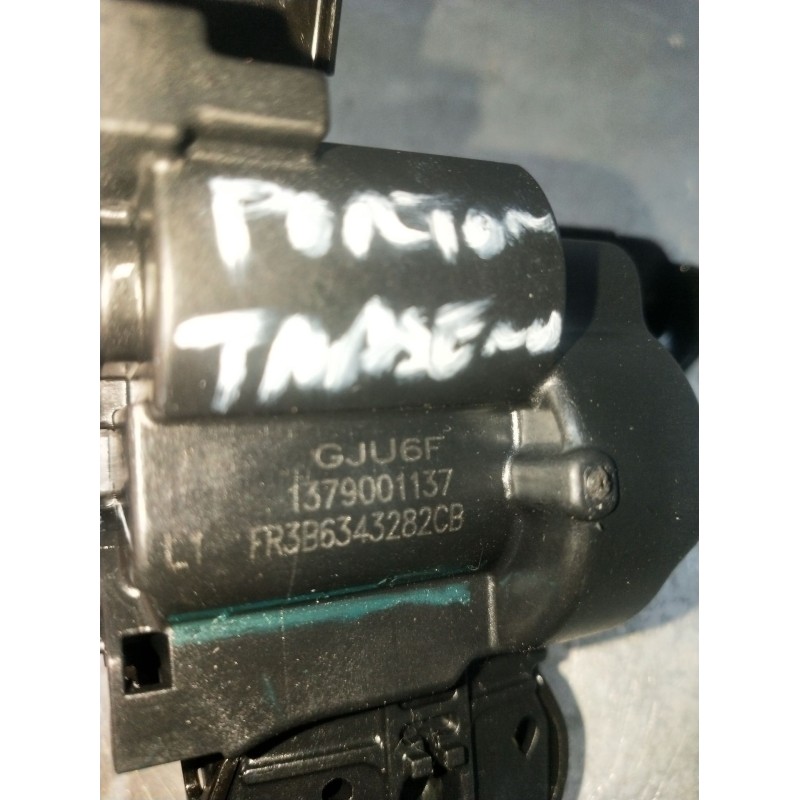 PORTON
TRASERO
GJU6F
1379001137
L1 FR3B6343282CB